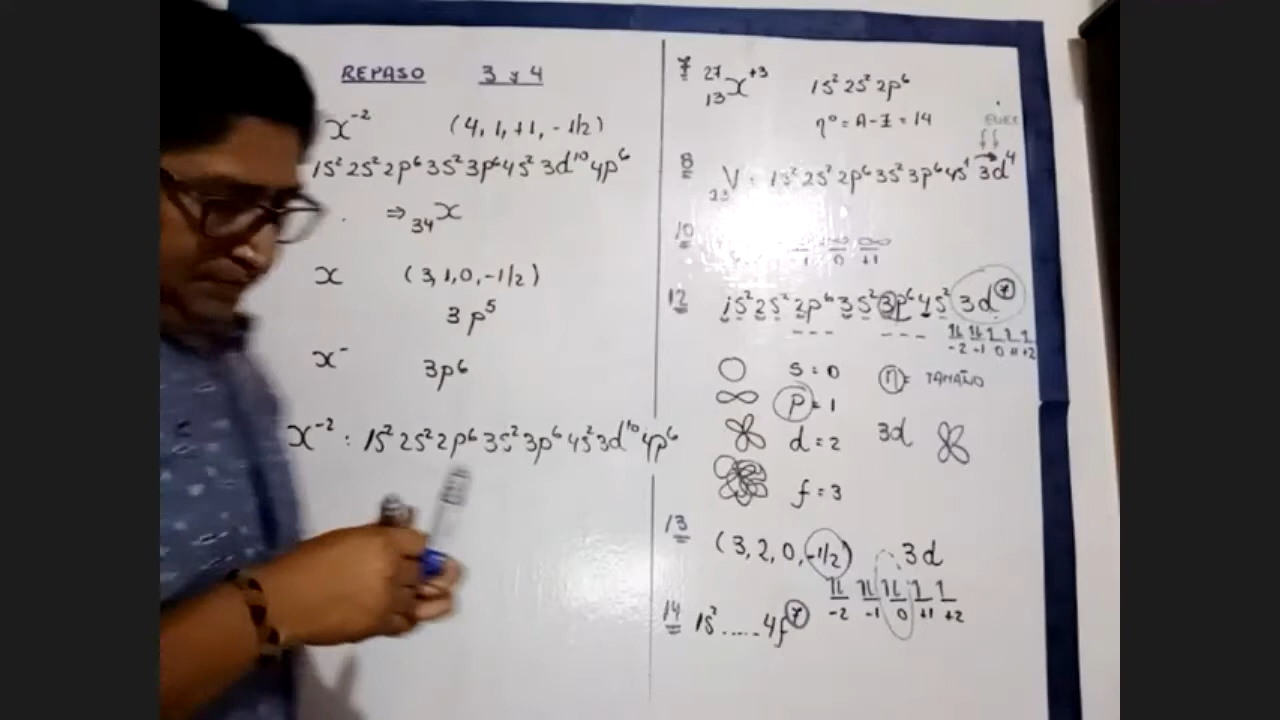 REPASO 3 y 4
x⁻² (4, 1, +1, -1/2)
1s² 2s² 2p⁶ 3s² 3p⁶ 4s² 3d¹⁰ 4p⁶
⇒ ₃₄x
x (3, 1, 0, -1/2)
3p⁵
x⁻ 3p⁶
x⁻² : 1s² 2s² 2p⁶ 3s² 3p⁶ 4s² 3d¹⁰ 4p⁶
7 ²⁷₁₃x⁺³ 1s² 2s² 2p⁶
η° = A - Z = 14
8 ₂₃V : 1s² 2s² 2p⁶ 3s² 3p⁶ 4s¹ 3d⁴
10
-1 0 +1
12 1s² 2s² 2p⁶ 3s² 3p⁶ 4s² 3d⁷
-2 -1 0 +1 +2
s = 0 η = TAMAÑO
p = 1
d = 2 3d
f = 3
13 (3, 2, 0, -1/2) 3d
-2 -1 0 +1 +2
14 1s² ..... 4f⁷